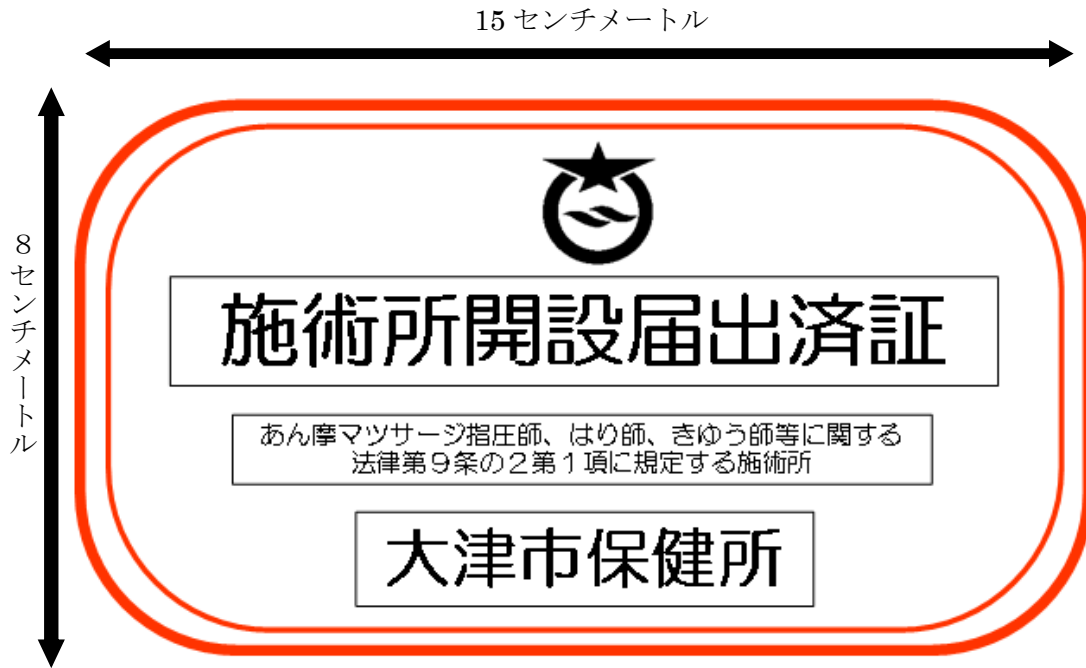 15 センチメートル
8センチメートル
施術所開設届出済証
あん摩マツサージ指圧師、はり師、きゆう師等に関する
法律第9条の2第1項に規定する施術所
大津市保健所